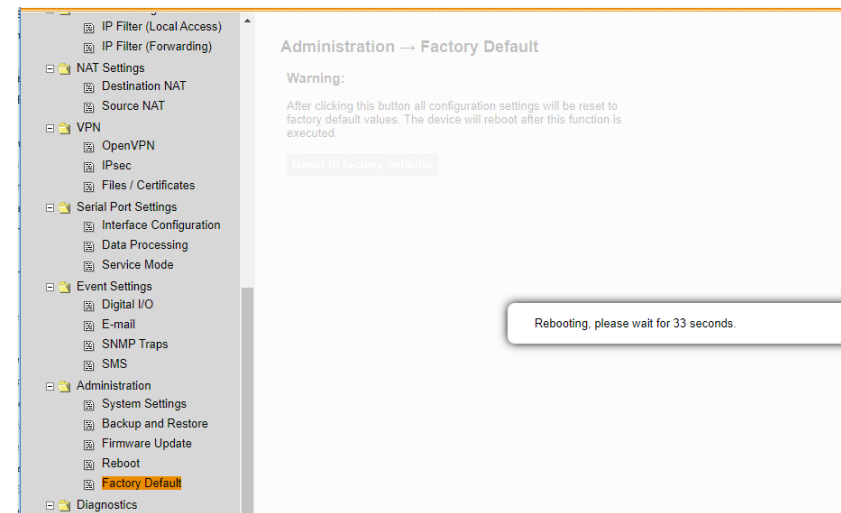 IP Filter (Local Access)
IP Filter (Forwarding)
NAT Settings
Destination NAT
Source NAT
VPN
OpenVPN
IPsec
Files / Certificates
Serial Port Settings
Interface Configuration
Data Processing
Service Mode
Event Settings
Digital I/O
E-mail
SNMP Traps
SMS
Administration
System Settings
Backup and Restore
Firmware Update
Reboot
Factory Default
Diagnostics
Administration → Factory Default
Warning:
After clicking this button all configuration settings will be reset to
factory default values. The device will reboot after this function is
executed.
Reset to factory defaults
Rebooting, please wait for 33 seconds.